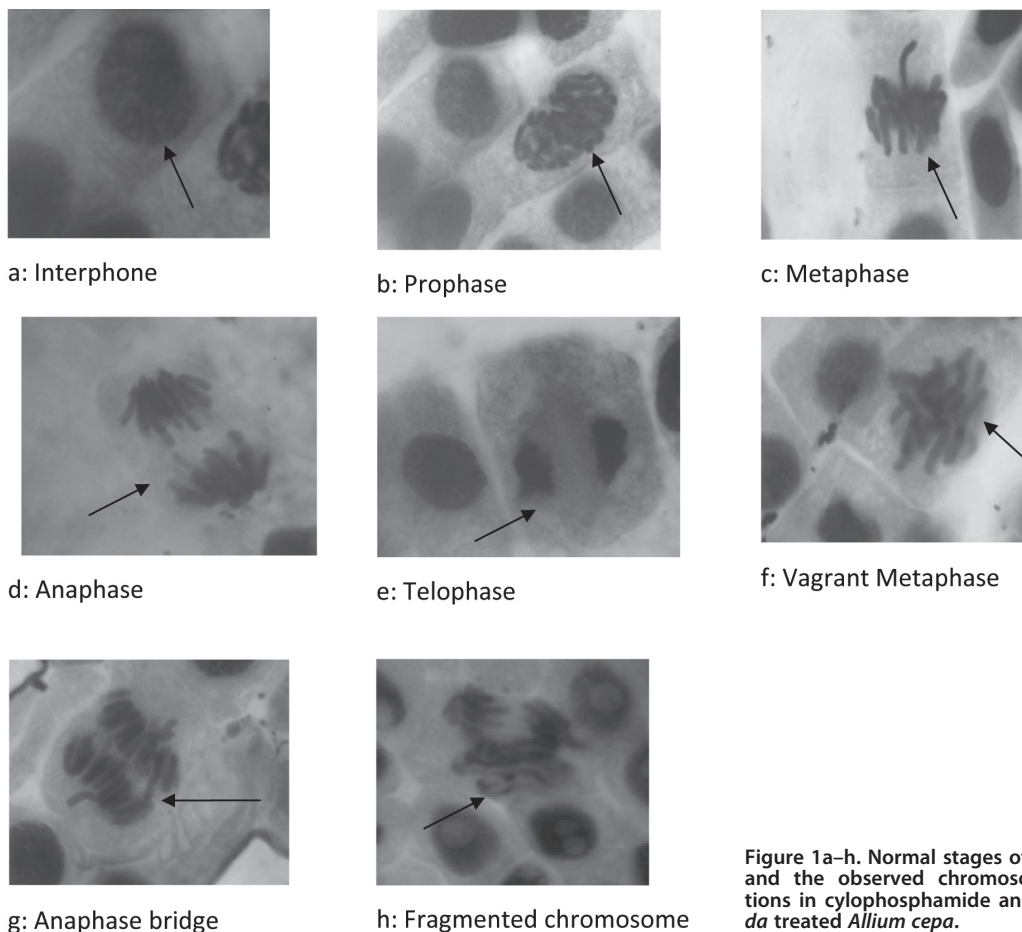 a: Interphone
b: Prophase
c: Metaphase
d: Anaphase
e: Telophase
f: Vagrant Metaphase
g: Anaphase bridge
h: Fragmented chromosome
Figure 1a–h. Normal stages of
and the observed chromose
tions in cylophosphamide an
da treated Allium cepa.